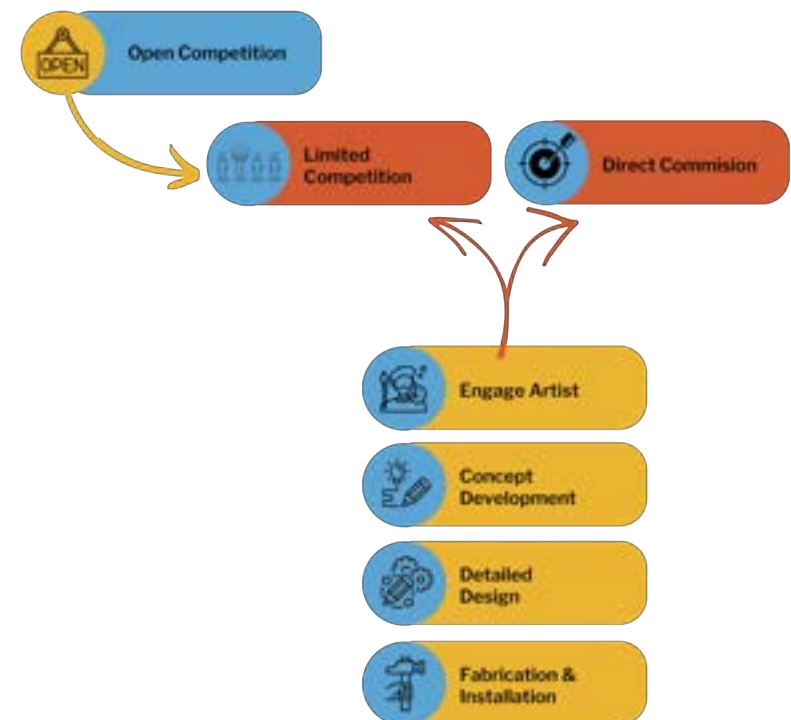 OPEN
Open Competition
Limited
Competition
Direct Commision
Engage Artist
Concept
Development
Detailed
Design
Fabrication &
Installation